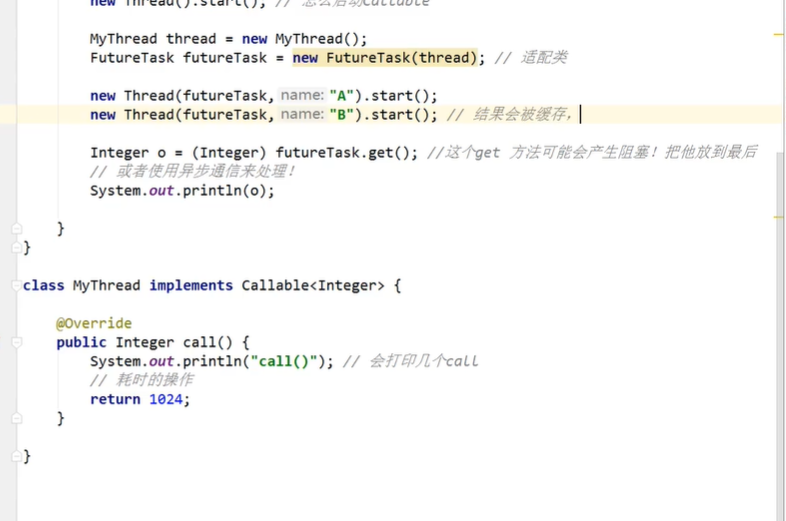 new Thread().start(); // 怎么启动Callable
MyThread thread = new MyThread();
FutureTask futureTask = new FutureTask(thread); // 适配类
new Thread(futureTask, name: "A").start();
new Thread(futureTask, name: "B").start(); // 结果会被缓存，
Integer o = (Integer) futureTask.get(); //这个get 方法可能会产生阻塞！把他放到最后
// 或者使用异步通信来处理！
System.out.println(o);
}
}
class MyThread implements Callable<Integer> {
@Override
public Integer call() {
System.out.println("call()"); // 会打印几个call
// 耗时的操作
return 1024;
}
}